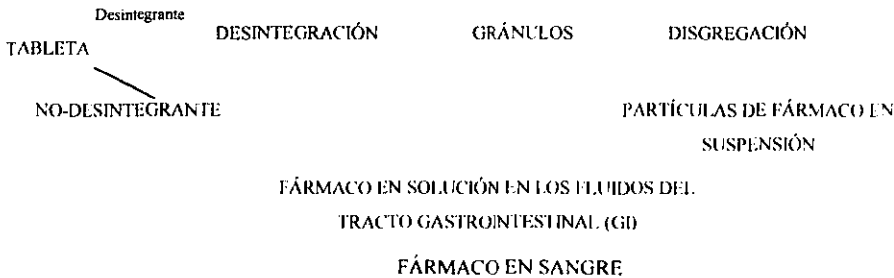 Desintegrante
DESINTEGRACIÓN GRÁNULOS DISGREGACIÓN
TABLETA
NO-DESINTEGRANTE PARTÍCULAS DE FÁRMACO EN
SUSPENSIÓN
FÁRMACO EN SOLUCIÓN EN LOS FLUIDOS DEL
TRACTO GASTROINTESTINAL (GI)
FÁRMACO EN SANGRE